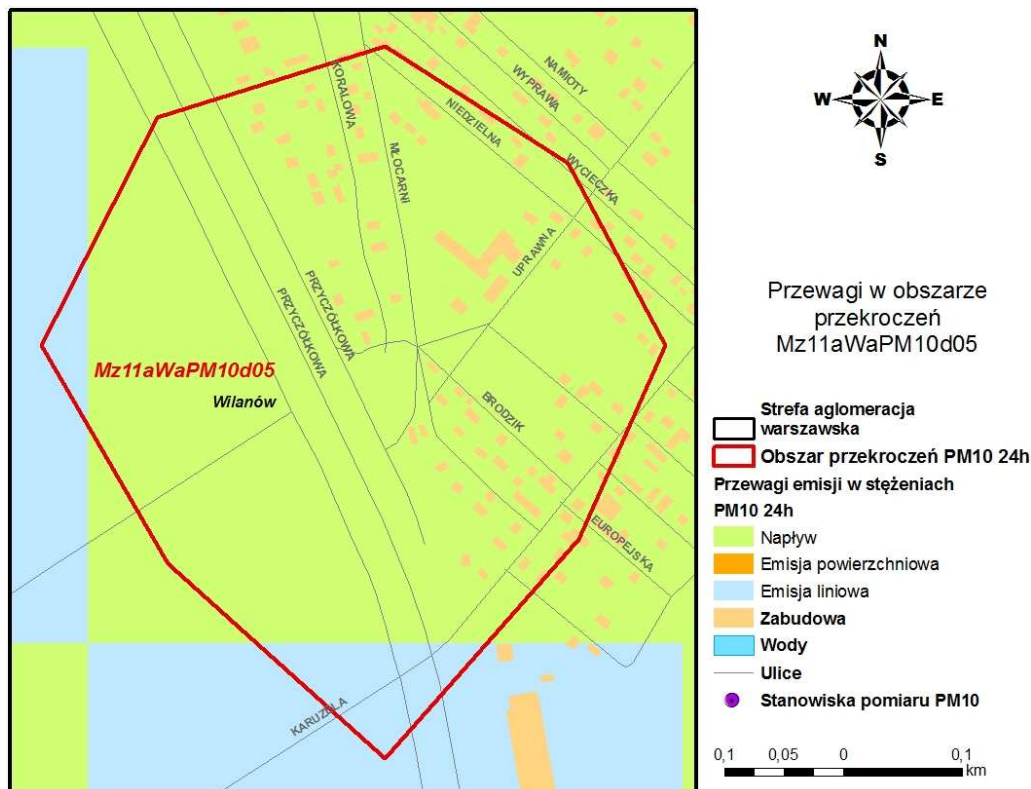 KORALOWA
MŁOCARNI
NIEDZIELNA
WYPRAWA
NAMIOTY
WYCIECZKA
UPRAWNA
PRZYCZÓŁKOWA
PRZYCZÓŁKOWA
Mz11aWaPM10d05
Wilanów
BRODZIK
EUROPEJSKA
KARUZELA
N
W
E
S
Przewagi w obszarze
przekroczeń
Mz11aWaPM10d05
Strefa aglomeracja
warszawska
Obszar przekroczeń PM10 24h
Przewagi emisji w stężeniach
PM10 24h
Napływ
Emisja powierzchniowa
Emisja liniowa
Zabudowa
Wody
Ulice
Stanowiska pomiaru PM10
0,1 0,05 0 0,1
km